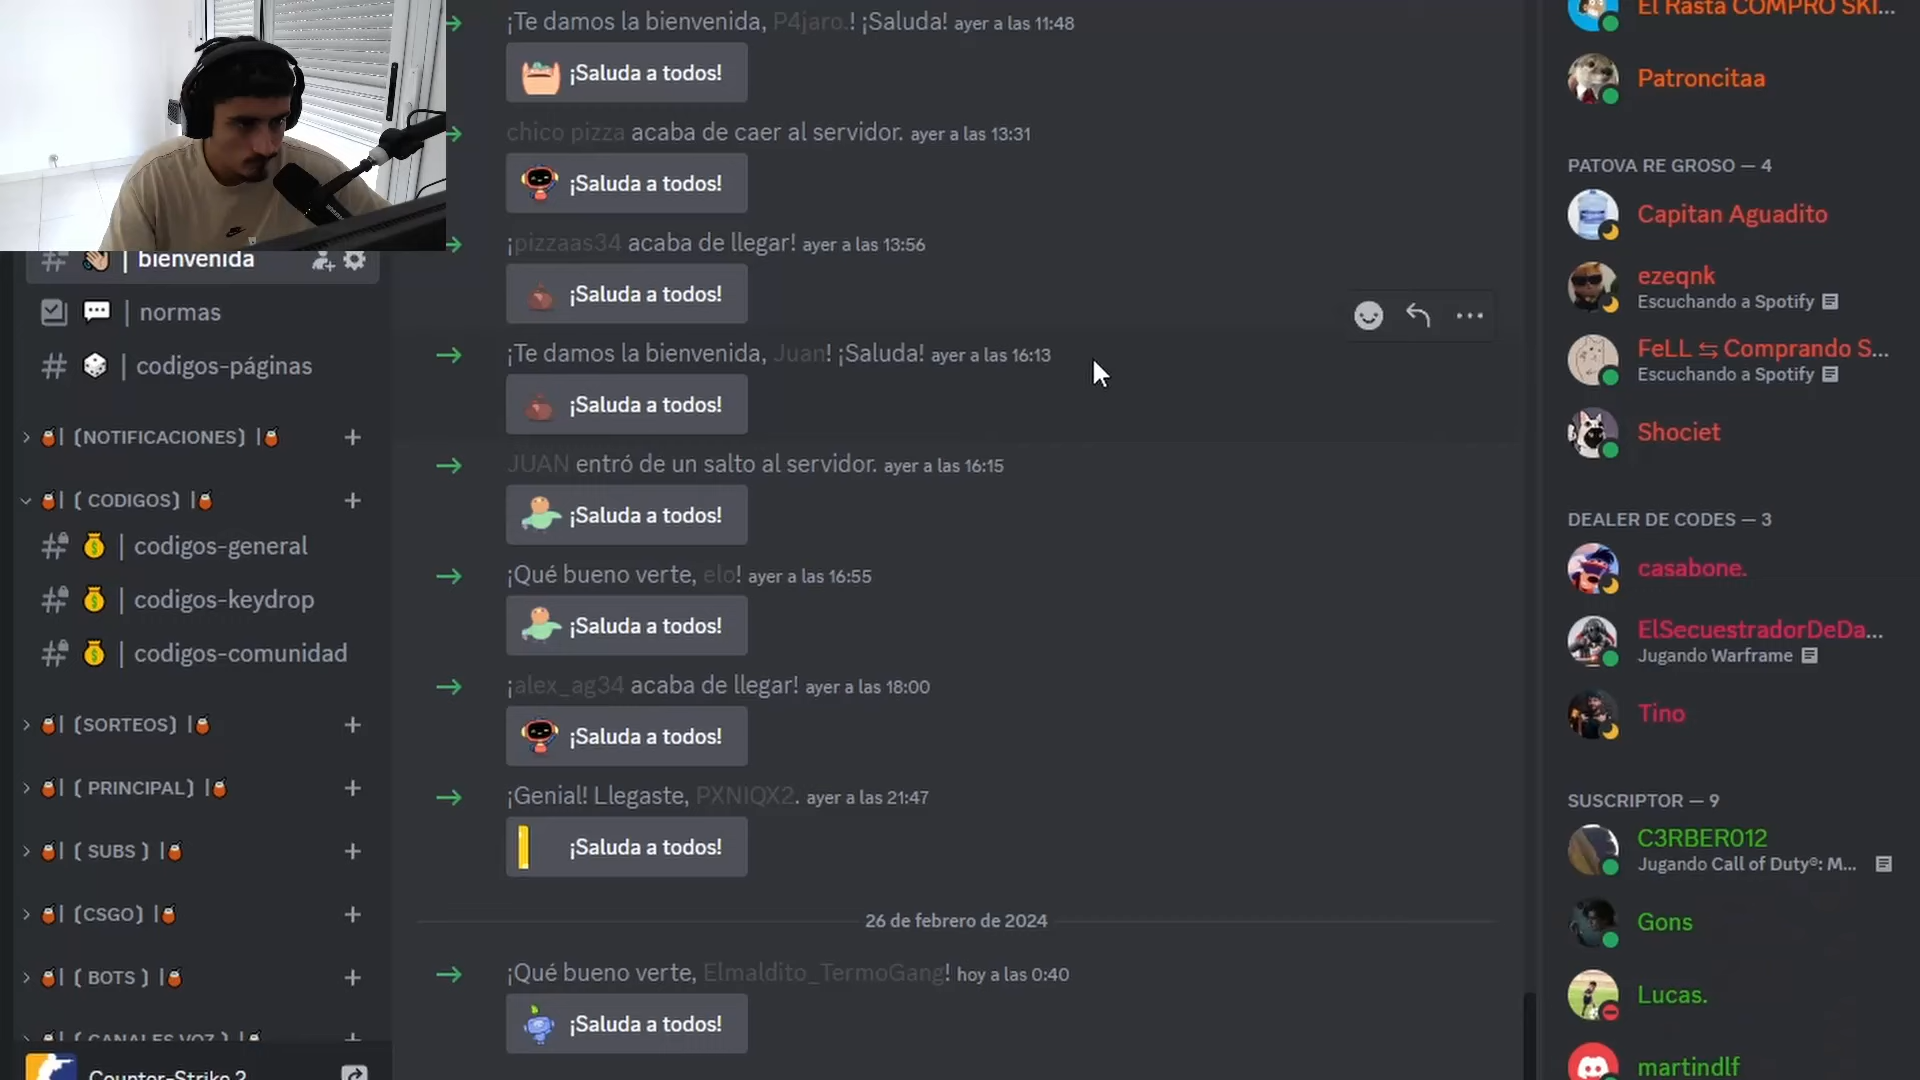 | bienvenida
| normas
# | codigos-páginas
| (NOTIFICACIONES) | +
| ( CODIGOS) | +
# | codigos-general
# | codigos-keydrop
# | codigos-comunidad
| (SORTEOS) | +
| ( PRINCIPAL) | +
| ( SUBS ) | +
| (CSGO) | +
| ( BOTS ) | +
| ( CANALES VOZ ) | +
Counter-Strike 2
¡Te damos la bienvenida, P4jaro.! ¡Saluda! ayer a las 11:48
¡Saluda a todos!
chico pizza acaba de caer al servidor. ayer a las 13:31
¡Saluda a todos!
¡pizzaas34 acaba de llegar! ayer a las 13:56
¡Saluda a todos!
¡Te damos la bienvenida, Juan! ¡Saluda! ayer a las 16:13
¡Saluda a todos!
JUAN entró de un salto al servidor. ayer a las 16:15
¡Saluda a todos!
¡Qué bueno verte, elo! ayer a las 16:55
¡Saluda a todos!
¡alex_ag34 acaba de llegar! ayer a las 18:00
¡Saluda a todos!
¡Genial! Llegaste, PXNIQX2. ayer a las 21:47
¡Saluda a todos!
26 de febrero de 2024
¡Qué bueno verte, Elmaldito_TermoGang! hoy a las 0:40
¡Saluda a todos!
El Rasta COMPRO SKI...
Patroncitaa
PATOVA RE GROSO — 4
Capitan Aguadito
ezeqnk
Escuchando a Spotify
FeLL ⇆ Comprando S...
Escuchando a Spotify
Shociet
DEALER DE CODES — 3
casabone.
ElSecuestradorDeDa...
Jugando Warframe
Tino
SUSCRIPTOR — 9
C3RBER012
Jugando Call of Duty®: M...
Gons
Lucas.
martindlf